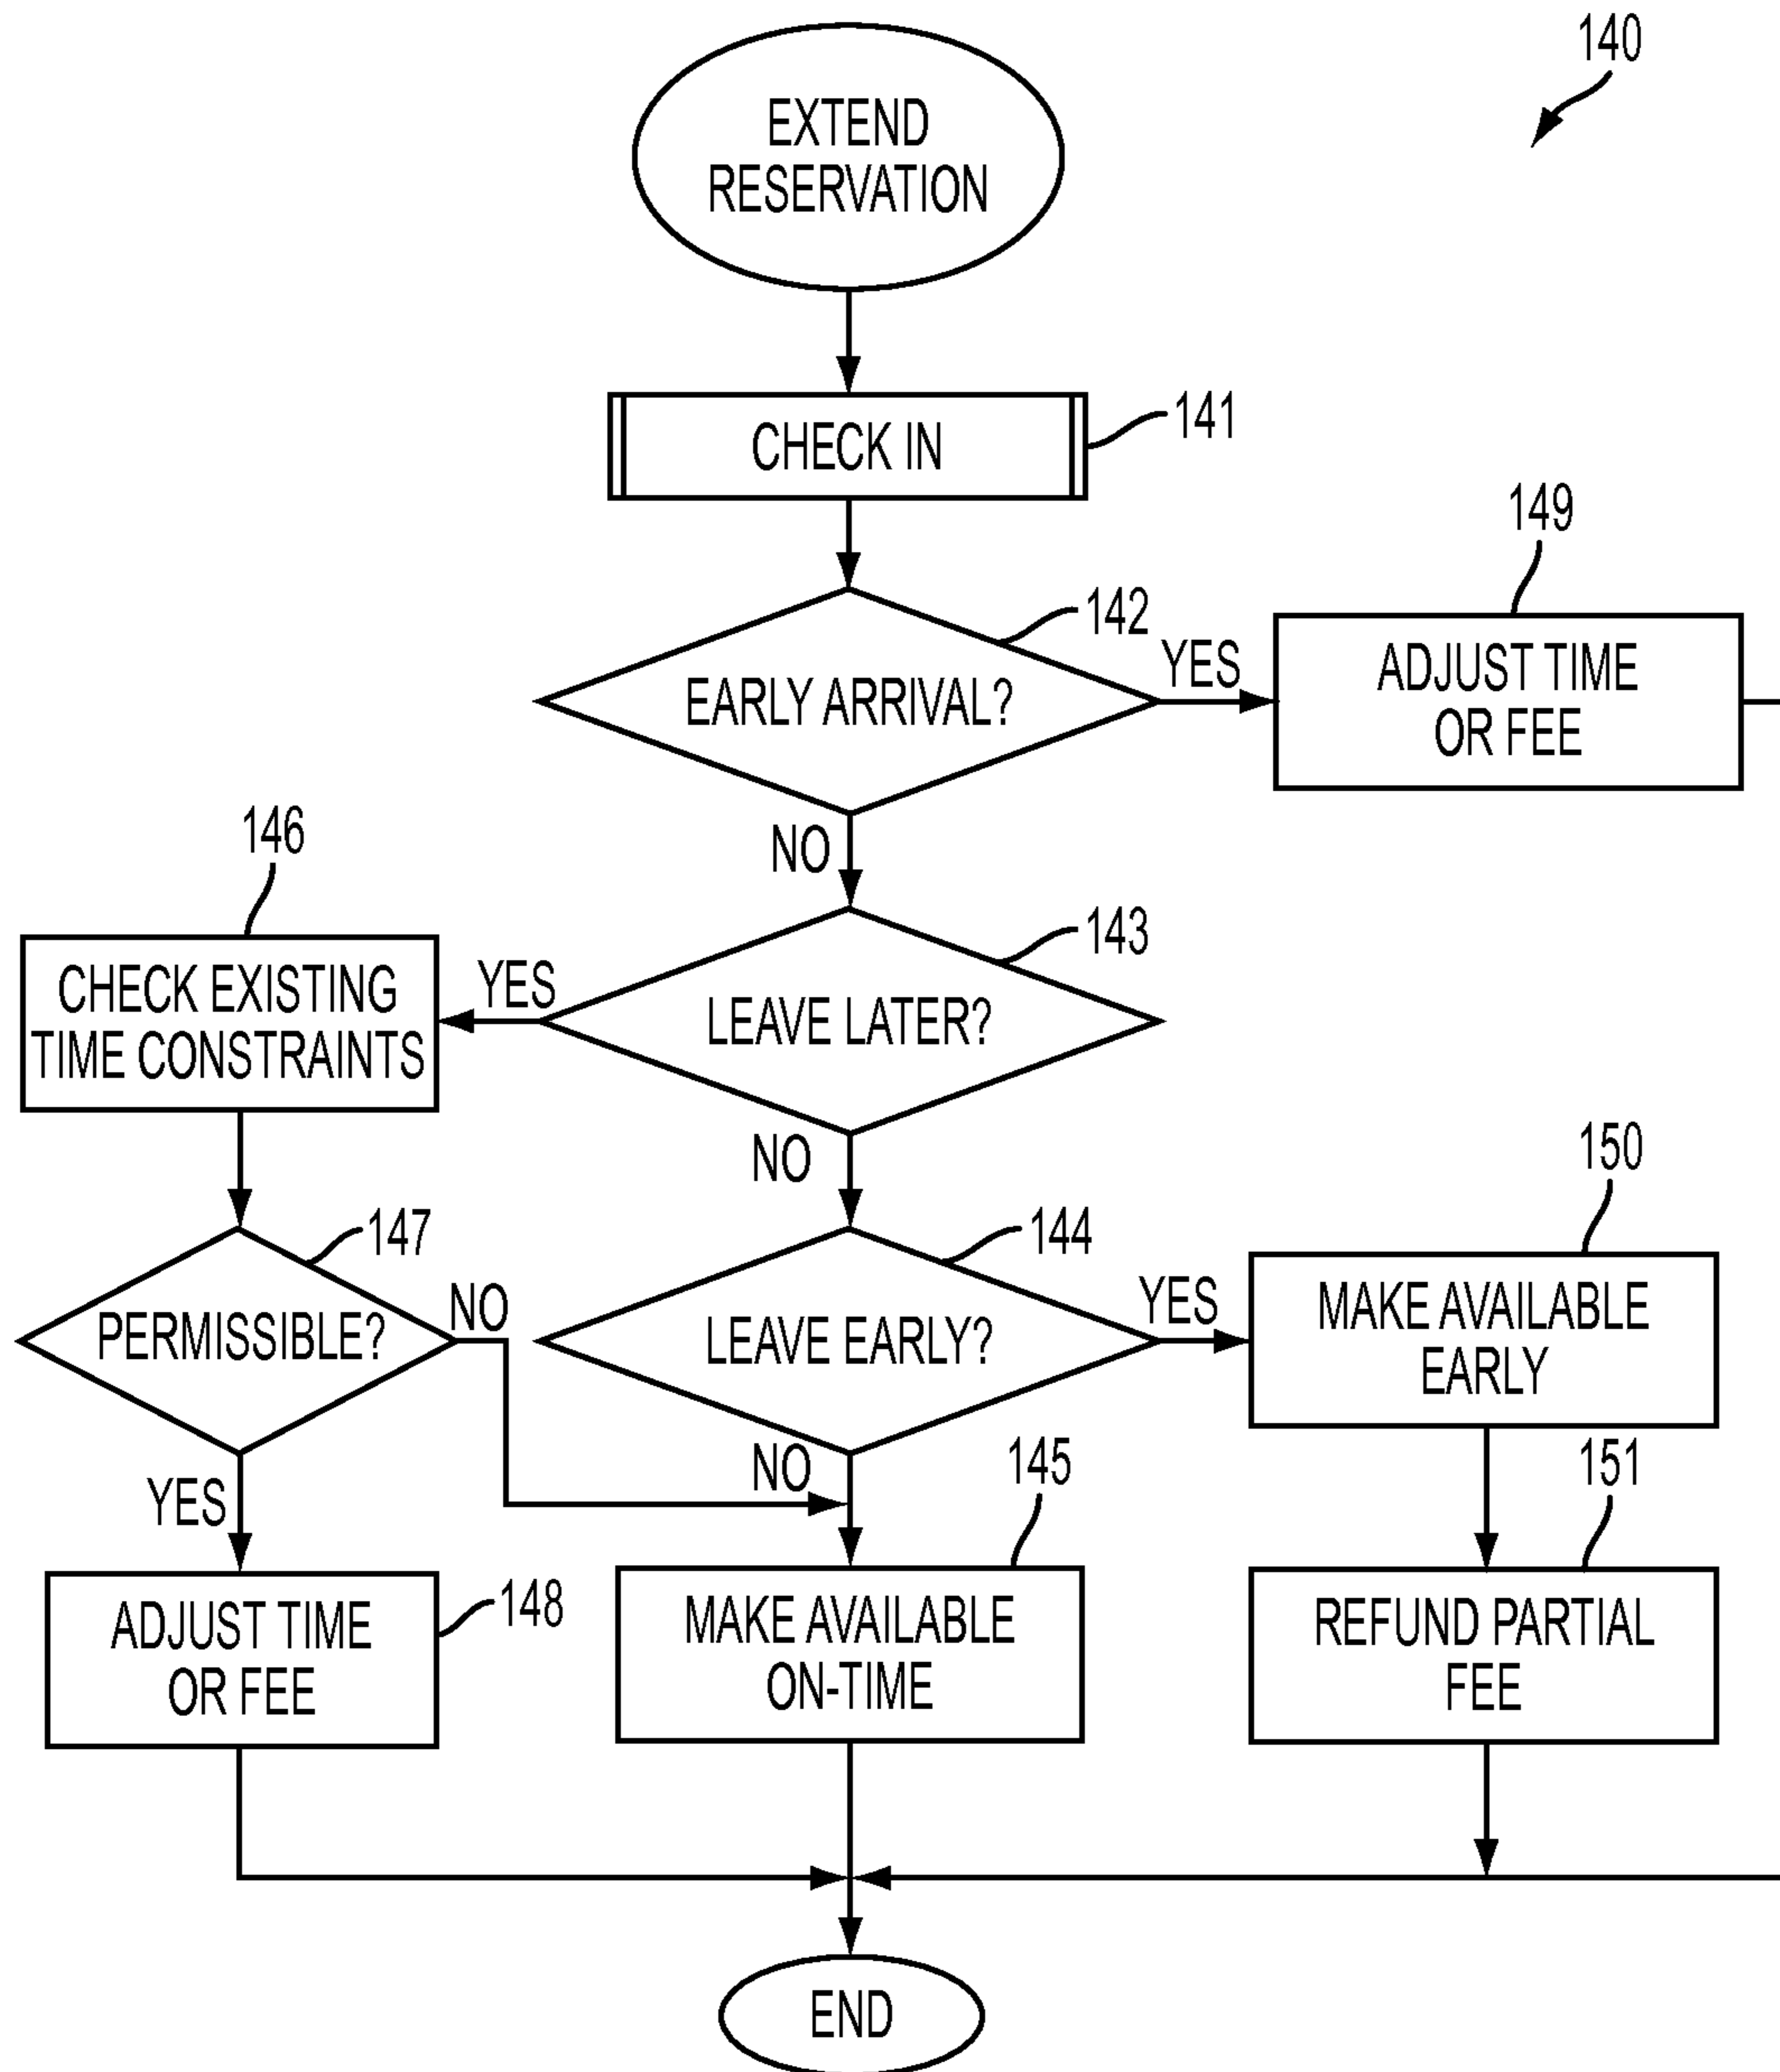 140
EXTEND
RESERVATION
CHECK IN
141
149
142
EARLY ARRIVAL?
YES
ADJUST TIME
OR FEE
NO
146
143
CHECK EXISTING
TIME CONSTRAINTS
YES
LEAVE LATER?
NO
150
147
144
PERMISSIBLE?
NO
LEAVE EARLY?
YES
MAKE AVAILABLE
EARLY
YES
NO
145
151
ADJUST TIME
OR FEE
148
MAKE AVAILABLE
ON-TIME
REFUND PARTIAL
FEE
END